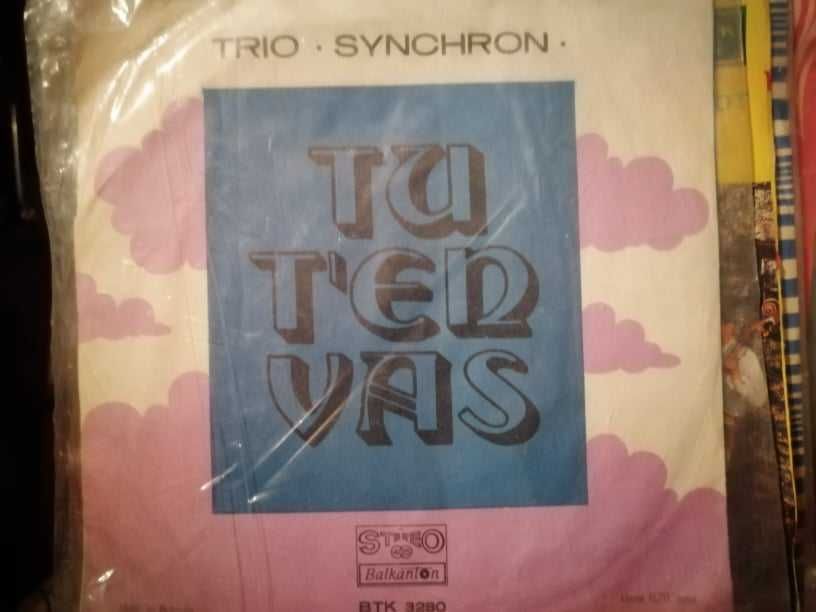 TRIO · SYNCHRON ·
TU
T'EN
VAS
STEREO
Balkanton
BTK 3280